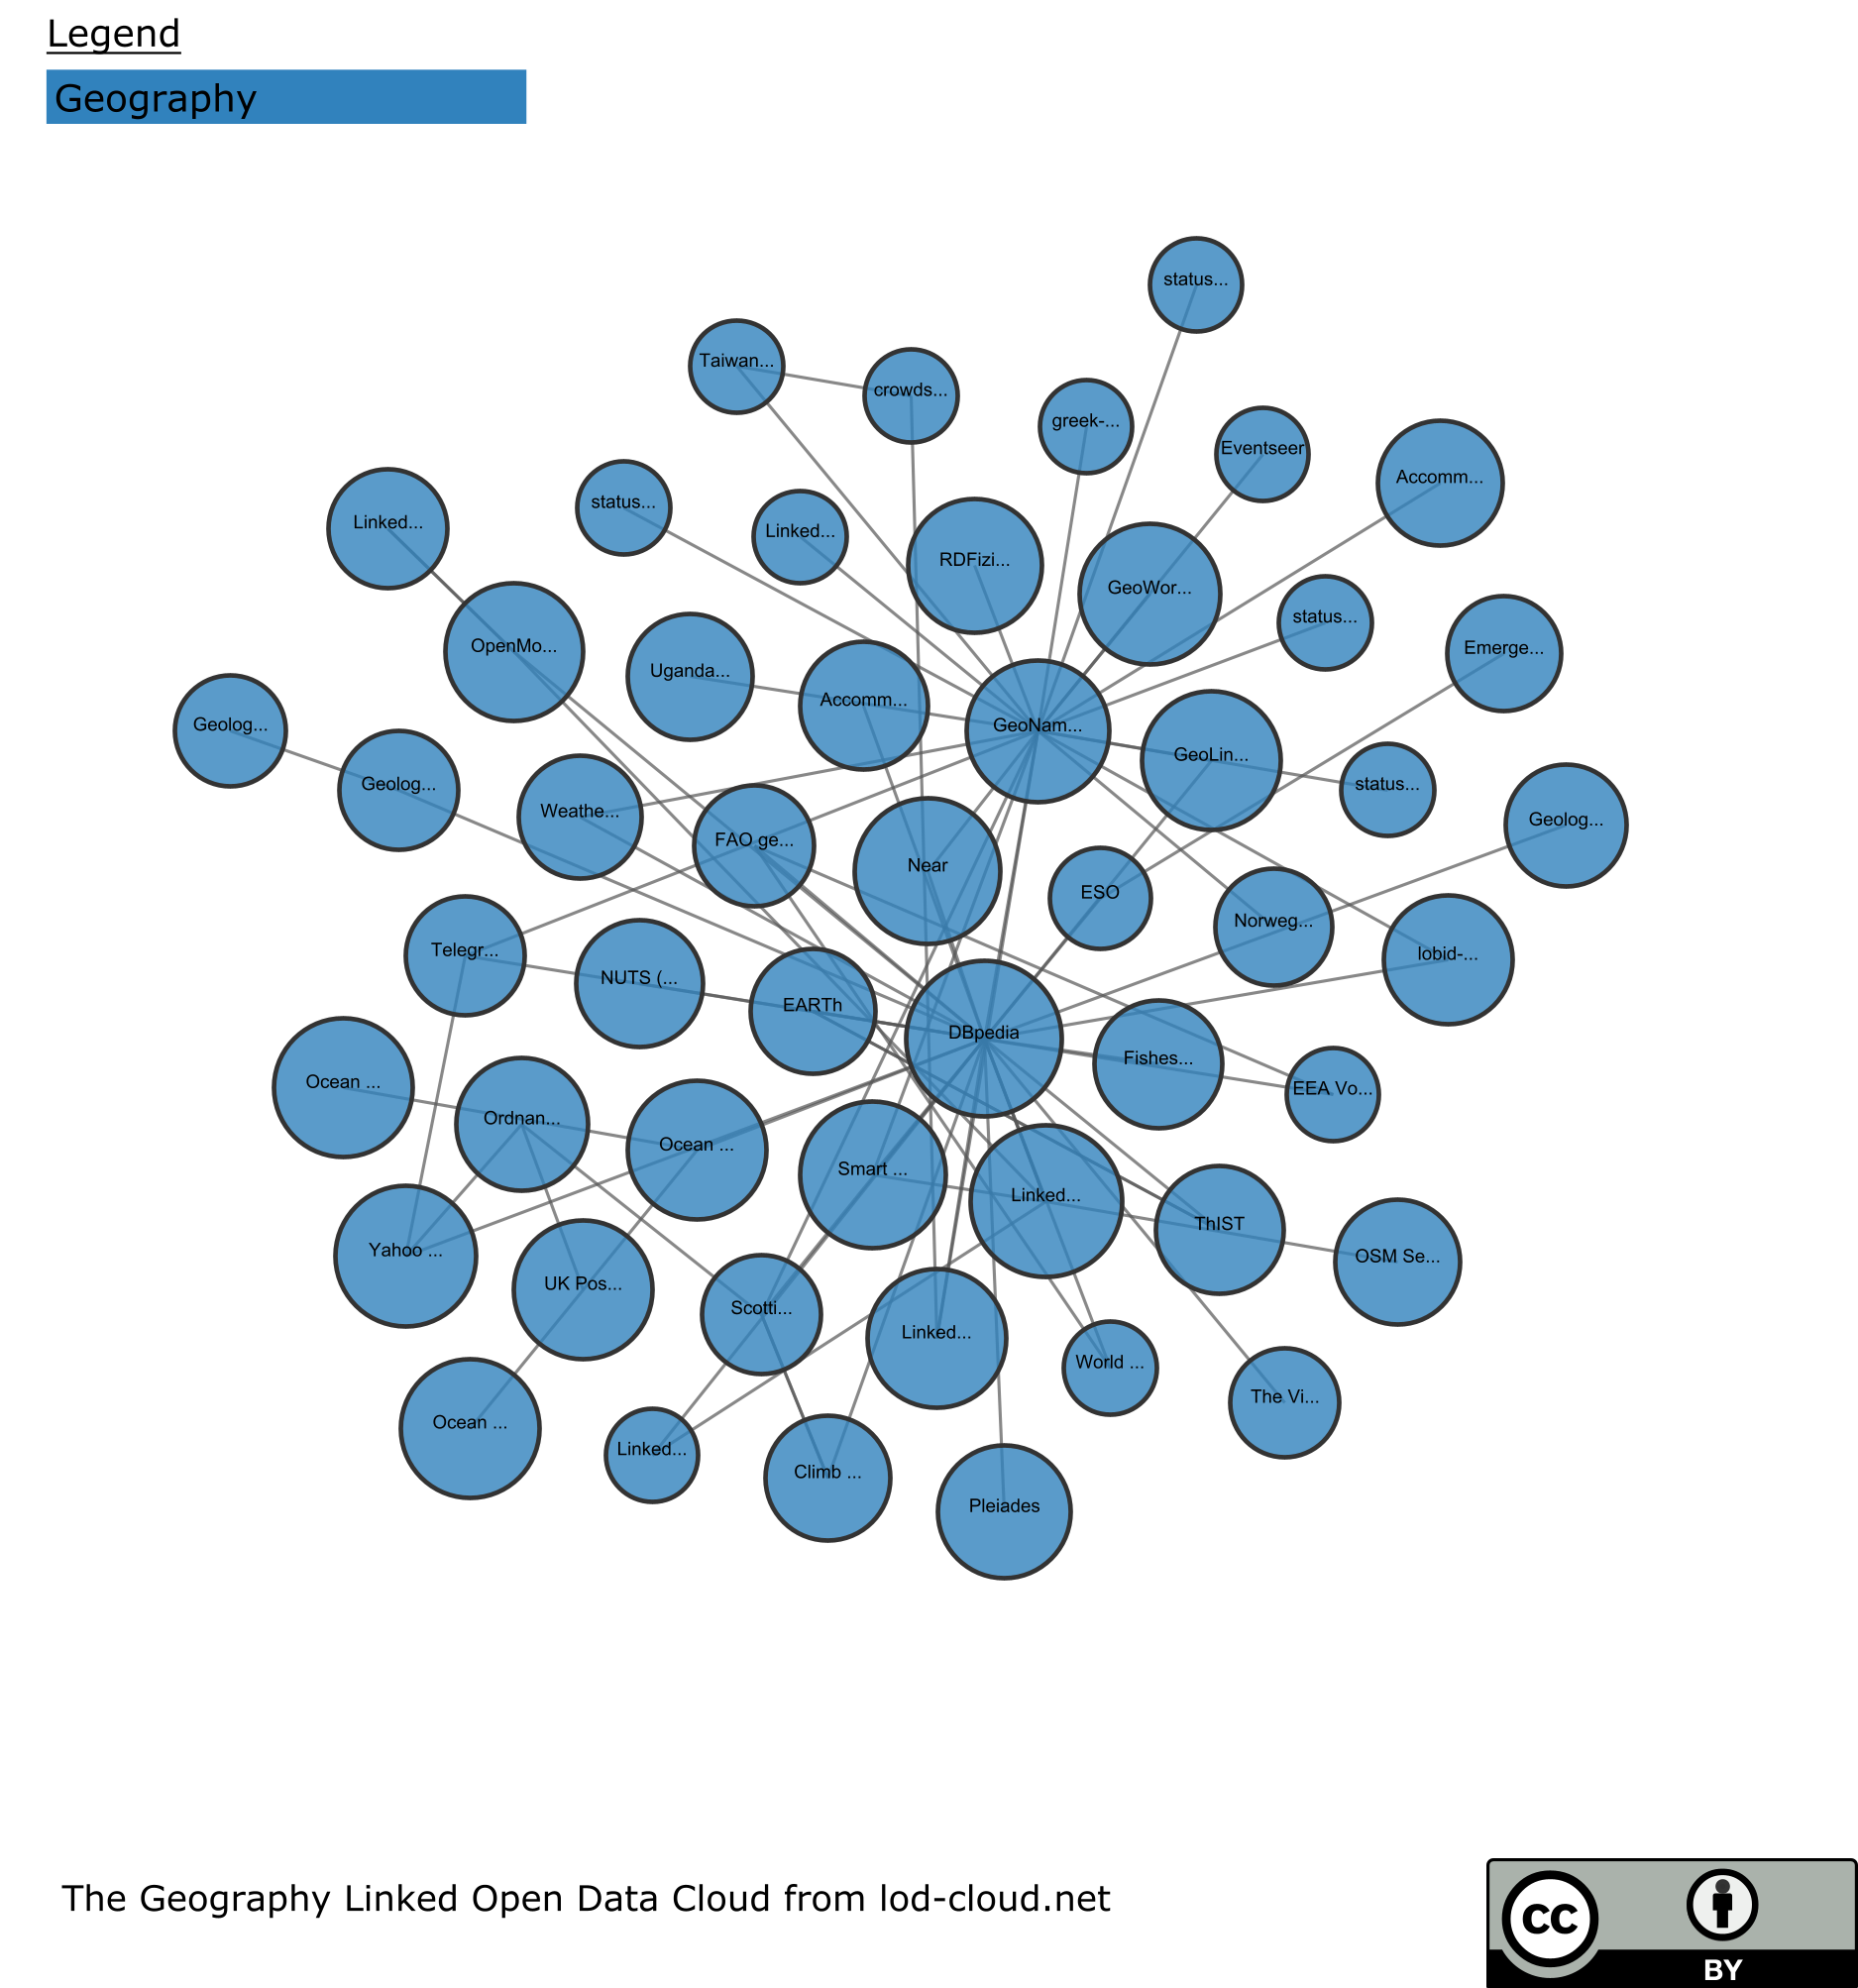 Legend
Geography
status...
Taiwan...
crowds...
greek-...
Eventseer
Accomm...
Linked...
status...
Linked...
RDFizi...
GeoWor...
status...
Emerge...
OpenMo...
Uganda...
Accomm...
GeoNam...
GeoLin...
status...
Geolog...
Geolog...
Weathe...
FAO ge...
Near
ESO
Norweg...
Geolog...
lobid-...
Telegr...
NUTS (...
EARTh
DBpedia
Fishes...
EEA Vo...
Ocean ...
Ordnan...
Ocean ...
Smart ...
Linked...
ThIST
OSM Se...
Yahoo ...
UK Pos...
Scotti...
Linked...
World ...
The Vi...
Ocean ...
Linked...
Climb ...
Pleiades
The Geography Linked Open Data Cloud from lod-cloud.net
cc
BY